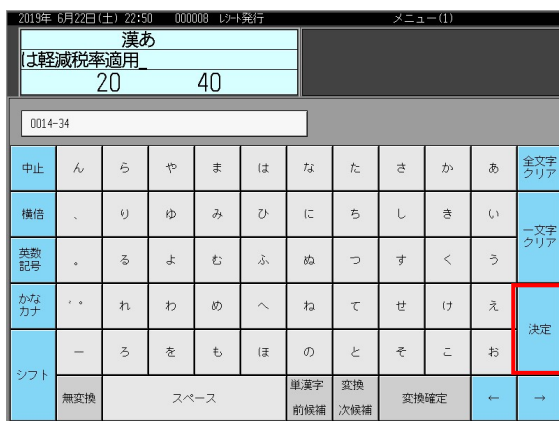 2019年 6月22日(土) 22:50 000008 レシート発行 メニュー(1)
漢あ
は軽減税率適用_
20 40
0014-34
中止 ん ら や ま は な た さ か あ 全文字クリア
横倍 、 り ゆ み ひ に ち し き い 一文字クリア
英数記号 。 る よ む ふ ぬ つ す く う
かなカナ ゛゜ れ わ め へ ね て せ け え 決定
シフト ー ろ を も ほ の と そ こ お
無変換 スペース 単漢字前候補 変換次候補 変換確定 ← →